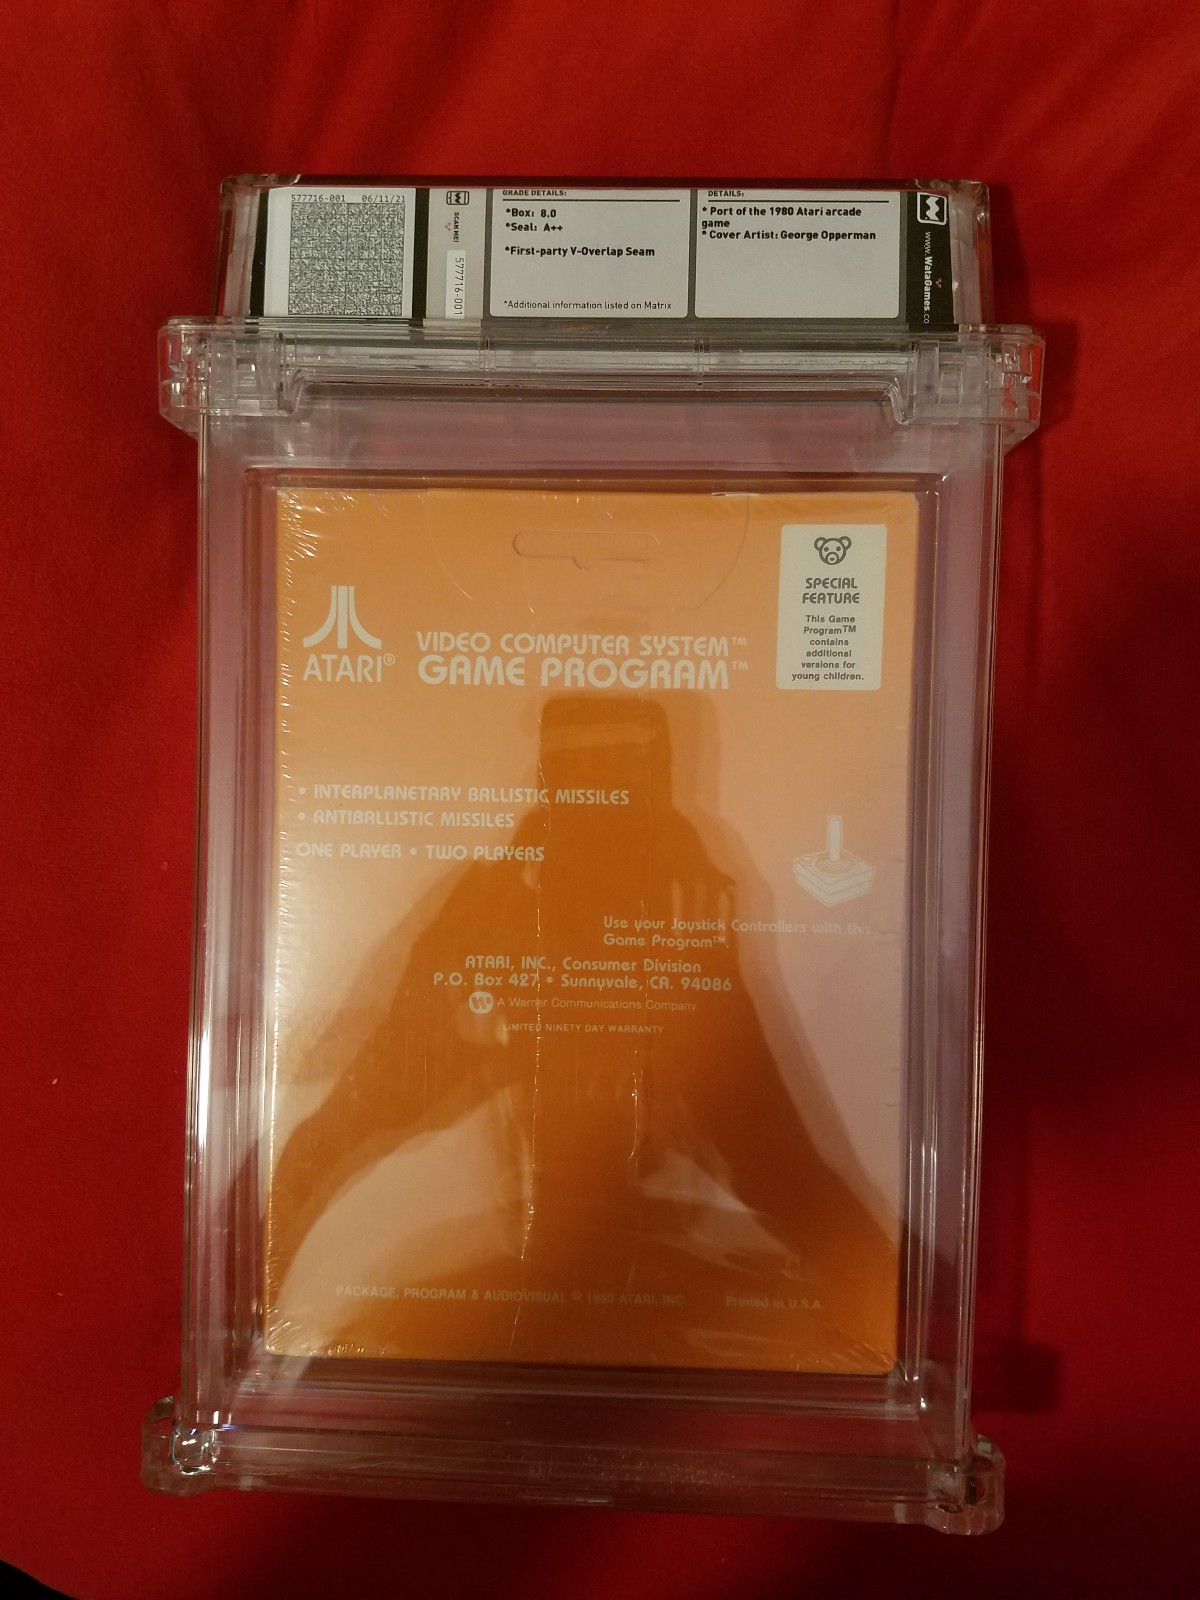 577716-001 06/11/21
SCAN ME!
577716-001
GRADE DETAILS:
*Box: 8.0
*Seal: A++
*First-party V-Overlap Seam
*Additional information listed on Matrix
DETAILS:
* Port of the 1980 Atari arcade
game
* Cover Artist: George Opperman
www.WataGames.co
SPECIAL
FEATURE
This Game
Program™
contains
additional
versions for
young children.
ATARI®
VIDEO COMPUTER SYSTEM™
GAME PROGRAM™
• INTERPLANETARY BALLISTIC MISSILES
• ANTIBALLISTIC MISSILES
ONE PLAYER • TWO PLAYERS
Use your Joystick Controllers with this
Game Program™.
ATARI, INC., Consumer Division
P.O. Box 427 • Sunnyvale, CA. 94086
A Warner Communications Company
LIMITED NINETY DAY WARRANTY
PACKAGE, PROGRAM & AUDIOVISUAL © 1980 ATARI, INC.
Printed in U.S.A.